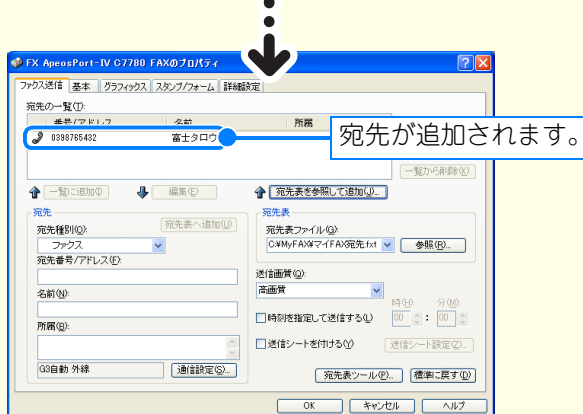 FX ApeosPort-IV C7780 FAXのプロパティ
ファクス送信 基本 グラフィックス スタンプ/フォーム 詳細設定
宛先の一覧(T):
番号/アドレス 名前 所属
0398765432 富士タロウ
宛先が追加されます。
一覧から削除(X)
一覧に追加(I) 編集(E) 宛先表を参照して追加(J)...
宛先 宛先表
宛先種別(O): 宛先表へ追加(U) 宛先表ファイル(G):
ファクス C:¥MyFAX¥マイFAX宛先.fxt 参照(R)...
宛先番号/アドレス(F):
送信画質(Q):
名前(N): 高画質
時(H): 分(M):
所属(B): 時刻を指定して送信する(L) 00 : 00
送信シートを付ける(Y) 送信シート設定(Z)...
G3自動 外線 通信設定(S)... 宛先表ツール(P)... 標準に戻す(D)
OK キャンセル ヘルプ